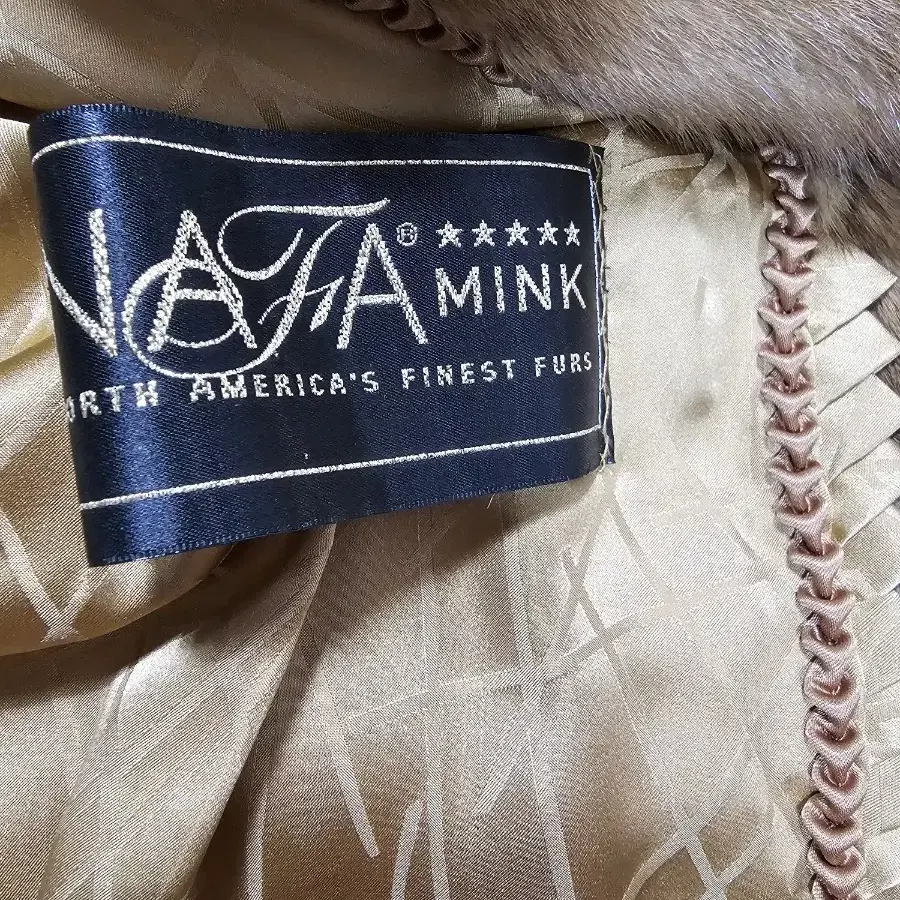 NAFA® ★★★★★
MINK
ORTH AMERICA'S FINEST FURS